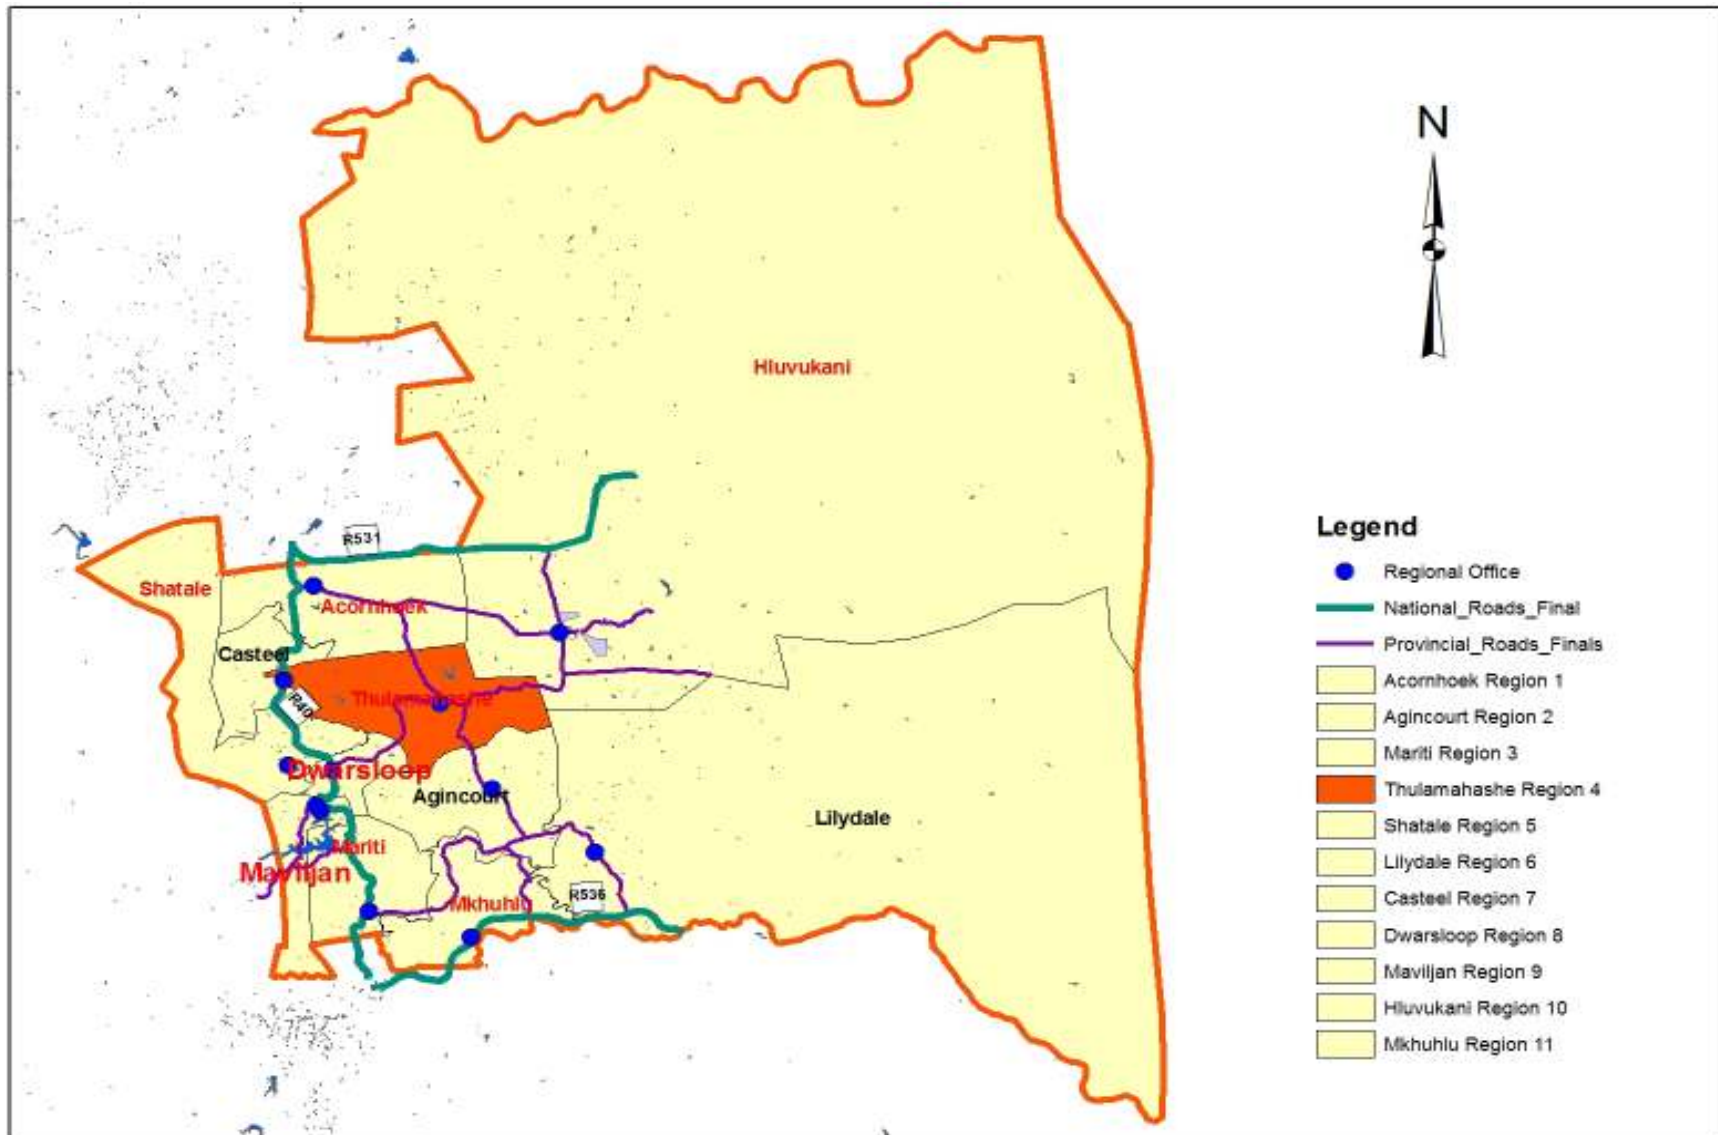 N
Hluvukani
R531
Shatale
Acornhoek
Casteel
Thulamahashe
R40
Dwarsloop
Agincourt
Lilydale
Mariti
Maviljan
Mkhuhlu
R536
Legend
Regional Office
National_Roads_Final
Provincial_Roads_Finals
Acornhoek Region 1
Agincourt Region 2
Mariti Region 3
Thulamahashe Region 4
Shatale Region 5
Lilydale Region 6
Casteel Region 7
Dwarsloop Region 8
Maviljan Region 9
Hluvukani Region 10
Mkhuhlu Region 11